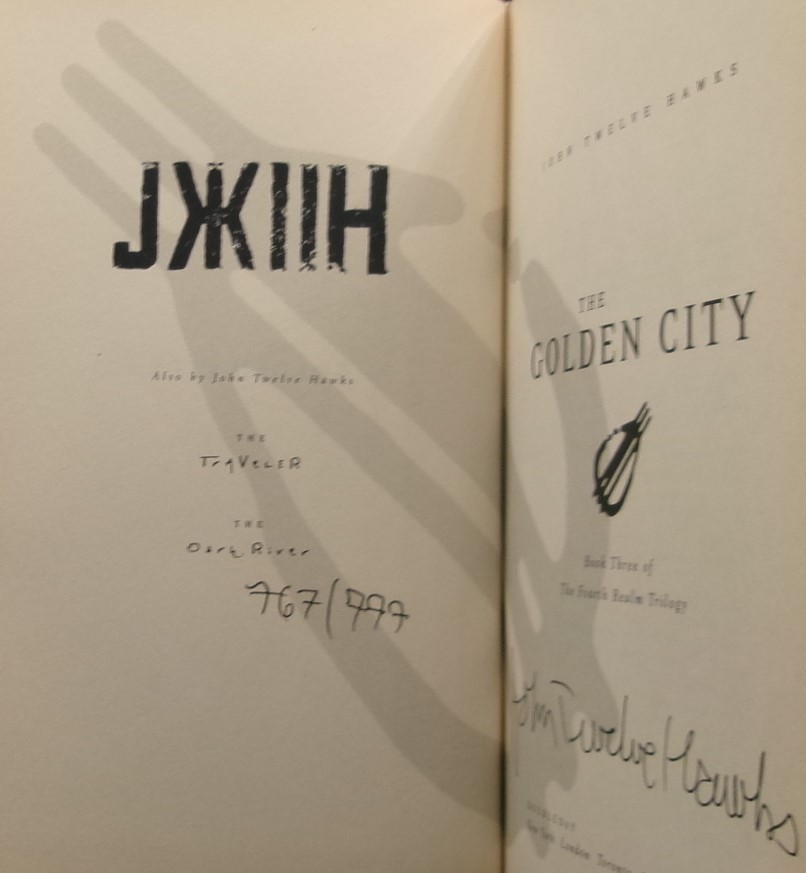 JЖIIH
Also by John Twelve Hawks
THE
TrAVeLER
THE
Dark River
767/777
JOHN TWELVE HAWKS
THE
GOLDEN CITY
Book Three of
The Fourth Realm Trilogy
John Twelve Hawks
DOUBLEDAY
New York London Toronto